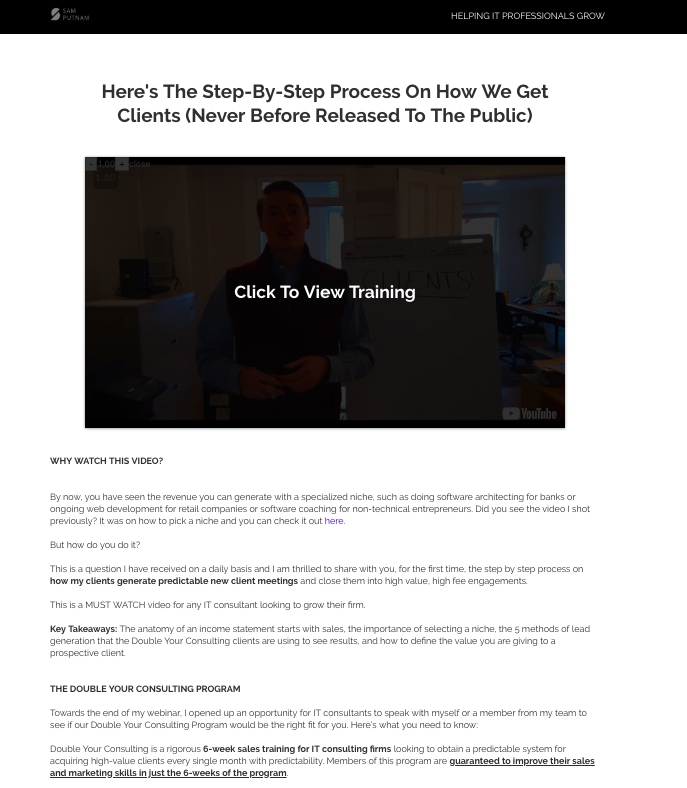 SAM
PUTNAM
HELPING IT PROFESSIONALS GROW
Here's The Step-By-Step Process On How We Get
Clients (Never Before Released To The Public)
- 1.00 + close
1.00
CLIENTS!
Click To View Training
YouTube
WHY WATCH THIS VIDEO?
By now, you have seen the revenue you can generate with a specialized niche, such as doing software architecting for banks or
ongoing web development for retail companies or software coaching for non-technical entrepreneurs. Did you see the video I shot
previously? It was on how to pick a niche and you can check it out here.
But how do you do it?
This is a question I have received on a daily basis and I am thrilled to share with you, for the first time, the step by step process on
how my clients generate predictable new client meetings and close them into high value, high fee engagements.
This is a MUST WATCH video for any IT consultant looking to grow their firm.
Key Takeaways: The anatomy of an income statement starts with sales, the importance of selecting a niche, the 5 methods of lead
generation that the Double Your Consulting clients are using to see results, and how to define the value you are giving to a
prospective client.
THE DOUBLE YOUR CONSULTING PROGRAM
Towards the end of my webinar, I opened up an opportunity for IT consultants to speak with myself or a member from my team to
see if our Double Your Consulting Program would be the right fit for you. Here's what you need to know:
Double Your Consulting is a rigorous 6-week sales training for IT consulting firms looking to obtain a predictable system for
acquiring high-value clients every single month with predictability. Members of this program are guaranteed to improve their sales
and marketing skills in just the 6-weeks of the program.